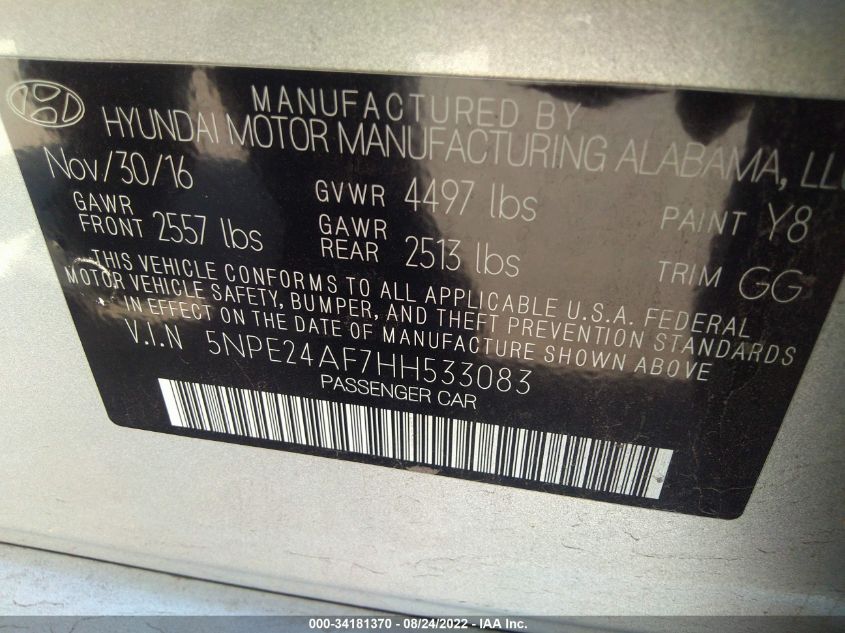 MANUFACTURED BY
HYUNDAI MOTOR MANUFACTURING ALABAMA, LLC
Nov/30/16 GVWR 4497 lbs PAINT Y8
GAWR FRONT 2557 lbs GAWR REAR 2513 lbs TRIM GG
THIS VEHICLE CONFORMS TO ALL APPLICABLE U.S.A. FEDERAL
MOTOR VEHICLE SAFETY, BUMPER, AND THEFT PREVENTION STANDARDS
IN EFFECT ON THE DATE OF MANUFACTURE SHOWN ABOVE
V.I.N 5NPE24AF7HH533083
PASSENGER CAR
000-34181370 - 08/24/2022 - IAA Inc.